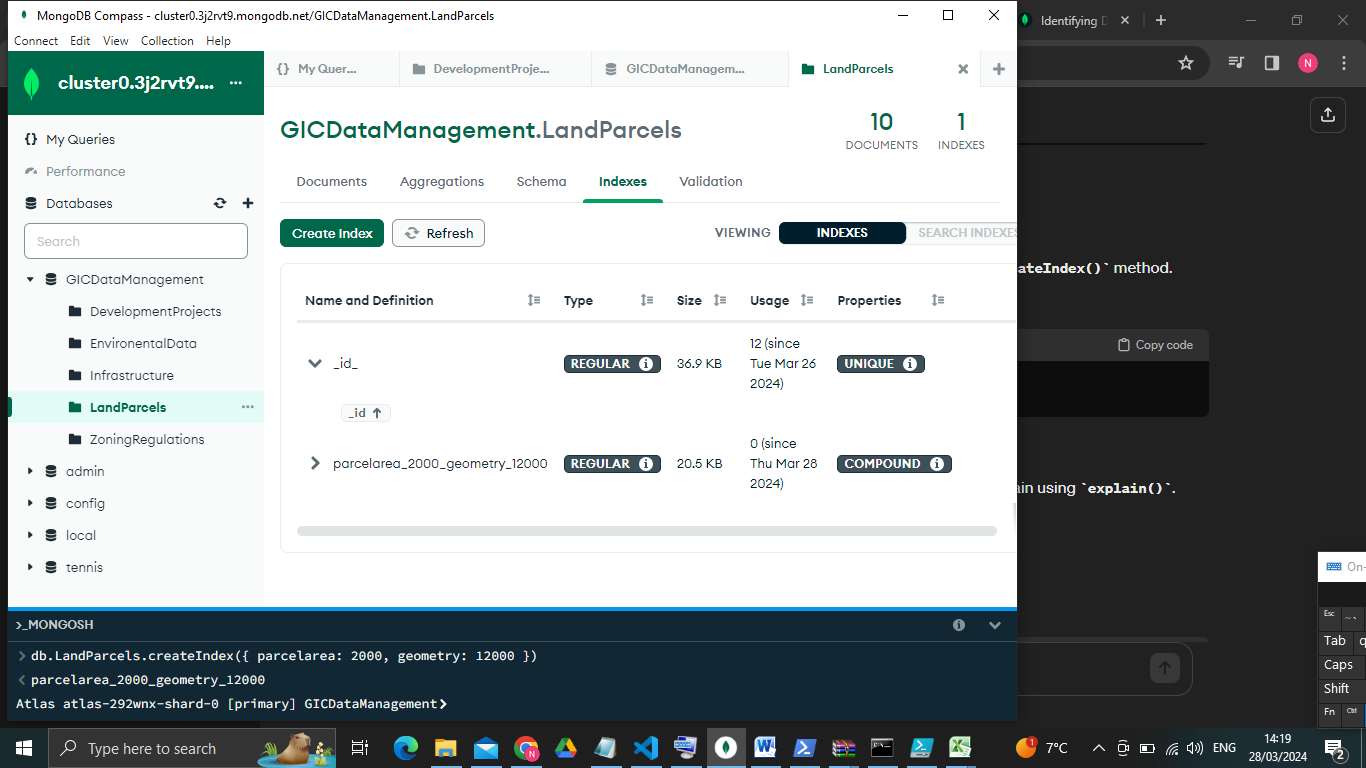 MongoDB Compass - cluster0.3j2rvt9.mongodb.net/GICDataManagement.LandParcels
Connect Edit View Collection Help
cluster0.3j2rvt9.... ...
{} My Queries
Performance
Databases
Search
GICDataManagement
DevelopmentProjects
EnvironentalData
Infrastructure
LandParcels ...
ZoningRegulations
admin
config
local
tennis
{} My Quer...
DevelopmentProje...
GICDataManagem...
LandParcels
GICDataManagement.LandParcels
10
DOCUMENTS
1
INDEXES
Documents Aggregations Schema Indexes Validation
Create Index
Refresh
VIEWING INDEXES SEARCH INDEXES
Name and Definition Type Size Usage Properties
_id_ REGULAR 36.9 KB 12 (since Tue Mar 26 2024) UNIQUE
_id
parcelarea_2000_geometry_12000 REGULAR 20.5 KB 0 (since Thu Mar 28 2024) COMPOUND
>_MONGOSH
> db.LandParcels.createIndex({ parcelarea: 2000, geometry: 12000 })
< parcelarea_2000_geometry_12000
Atlas atlas-292wnx-shard-0 [primary] GICDataManagement>
Identifying D
N
ateIndex()` method.
Copy code
ain using `explain()`.
On-
Esc ~ `
Tab q
Caps
Shift
Fn Ctrl
Type here to search
1
7°C
ENG
14:19
28/03/2024
2